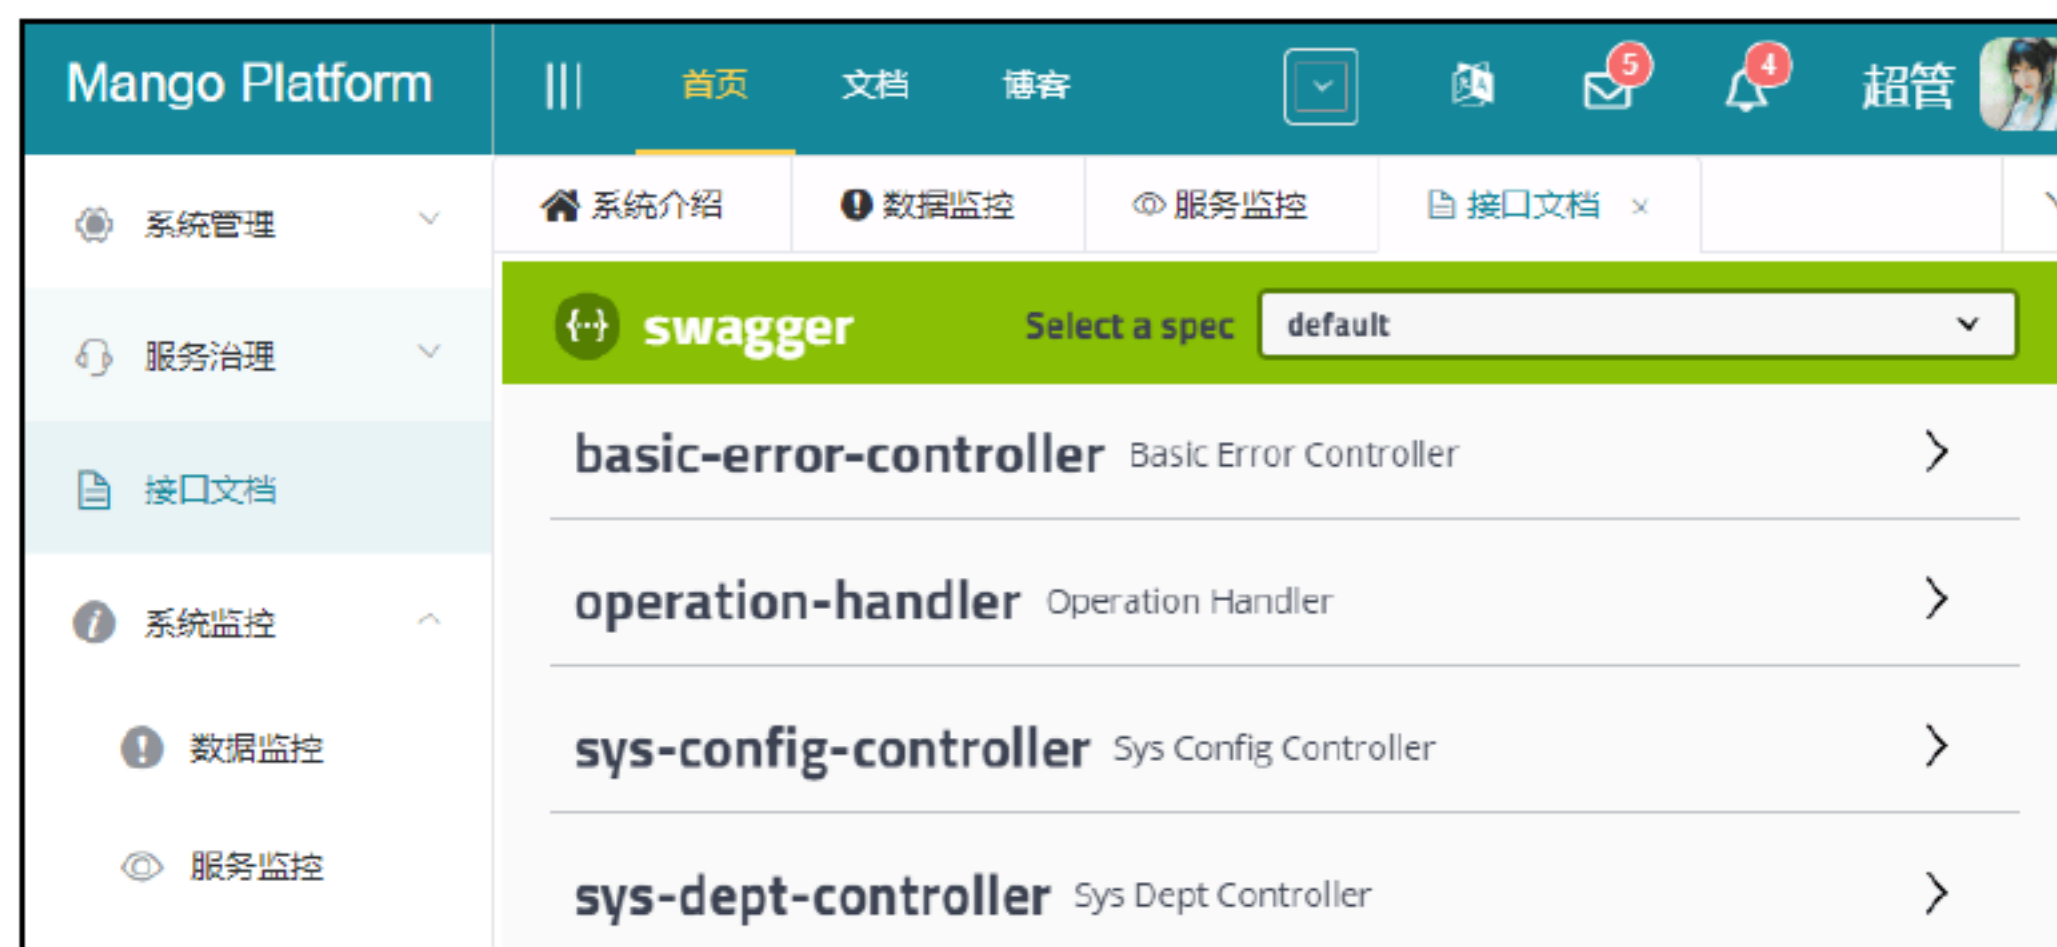 Mango Platform 首页 文档 博客 5 4 超管
系统介绍 数据监控 服务监控 接口文档 ×
系统管理
服务治理
接口文档
系统监控
数据监控
服务监控
{...} swagger Select a spec default
basic-error-controller Basic Error Controller
operation-handler Operation Handler
sys-config-controller Sys Config Controller
sys-dept-controller Sys Dept Controller